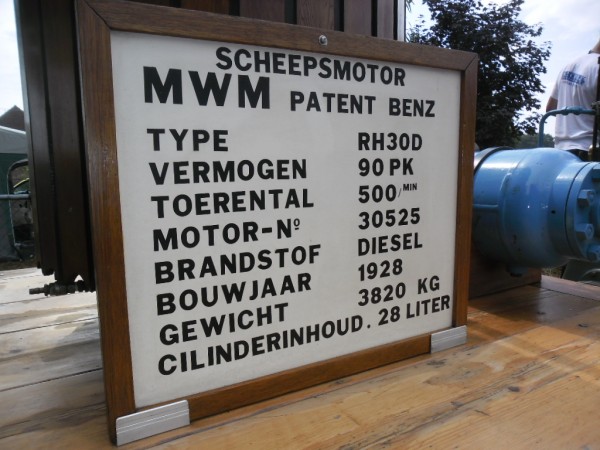 SCHEEPSMOTOR
MWM PATENT BENZ
TYPE RH30D
VERMOGEN 90 PK
TOERENTAL 500/MIN
MOTOR-Nº 30525
BRANDSTOF DIESEL
BOUWJAAR 1928
GEWICHT 3820 KG
CILINDERINHOUD. 28 LITER